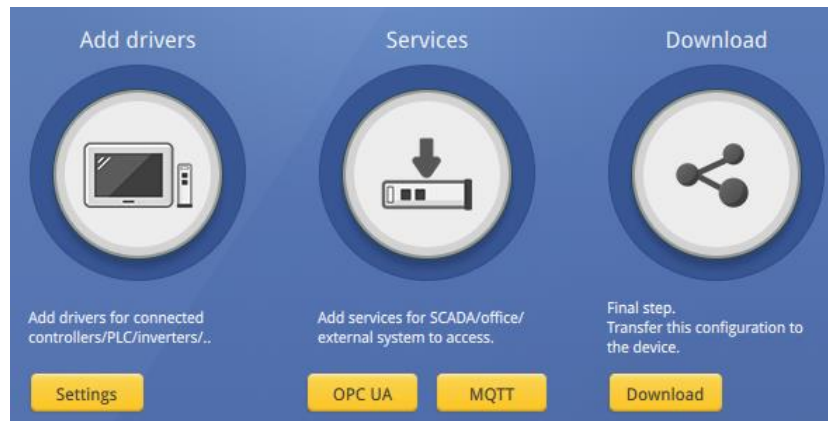 Add drivers
Services
Download
Add drivers for connected
controllers/PLC/inverters/..
Add services for SCADA/office/
external system to access.
Final step.
Transfer this configuration to
the device.
Settings
OPC UA
MQTT
Download